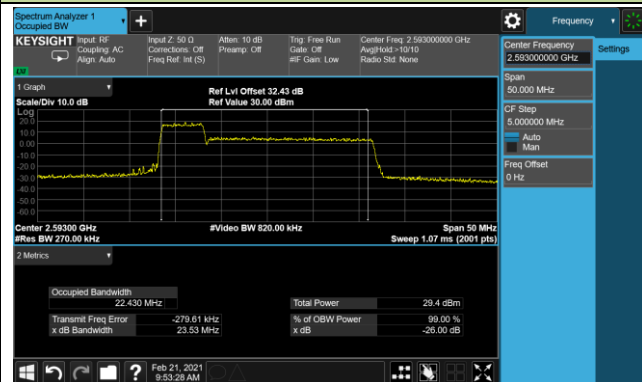 Spectrum Analyzer 1
Occupied BW
Frequency
KEYSIGHT
Input: RF
Coupling: AC
Align: Auto
Input Z: 50 Ω
Corrections: Off
Freq Ref: Int (S)
Atten: 10 dB
Preamp: Off
Trig: Free Run
Gate: Off
#IF Gain: Low
Center Freq: 2.593000000 GHz
Avg|Hold:>10/10
Radio Std: None
Center Frequency
2.593000000 GHz
Settings
Span
50.000 MHz
CF Step
5.000000 MHz
Auto
Man
Freq Offset
0 Hz
1 Graph
Scale/Div 10.0 dB
Ref Lvl Offset 32.43 dB
Ref Value 30.00 dBm
Log
20.0
10.0
0.00
-10.0
-20.0
-30.0
-40.0
-50.0
-60.0
Center 2.59300 GHz
#Res BW 270.00 kHz
#Video BW 820.00 kHz
Span 50 MHz
Sweep 1.07 ms (2001 pts)
2 Metrics
Occupied Bandwidth
22.430 MHz
Total Power 29.4 dBm
Transmit Freq Error -279.61 kHz
% of OBW Power 99.00 %
x dB Bandwidth 23.53 MHz
x dB -26.00 dB
Feb 21, 2021
9:53:28 AM